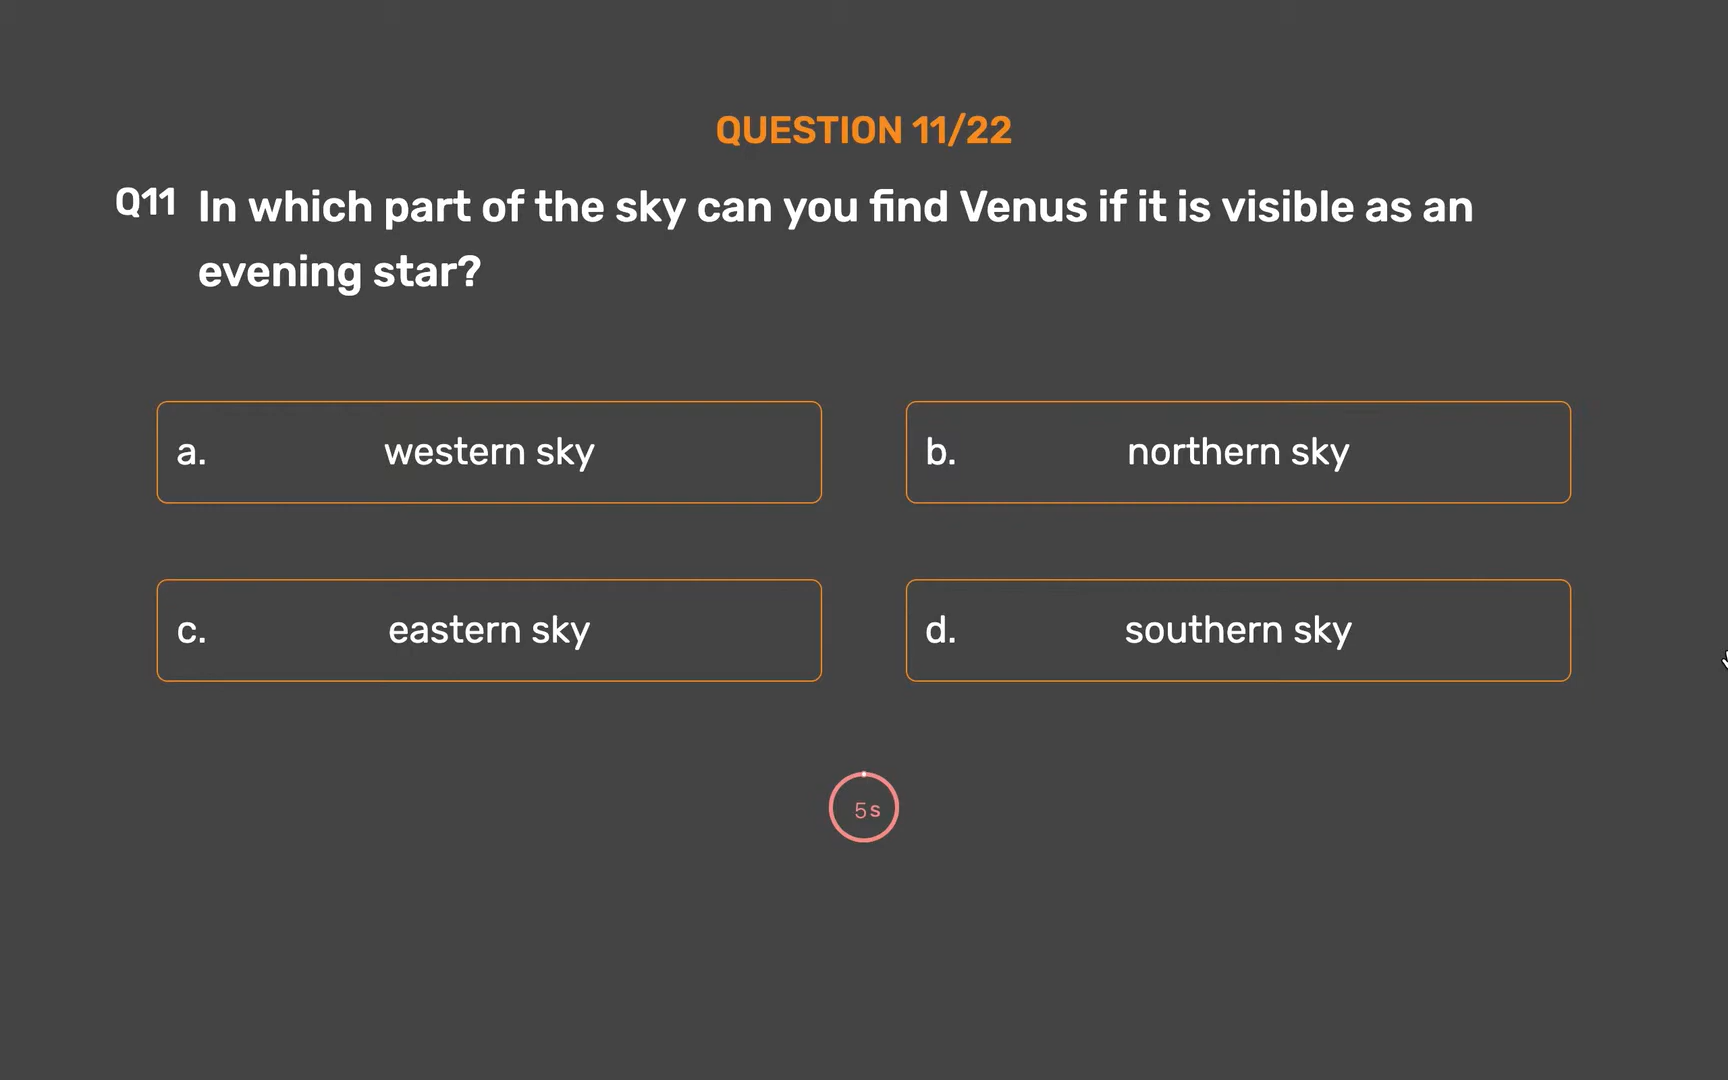 QUESTION 11/22
Q11 In which part of the sky can you find Venus if it is visible as an
evening star?
a. western sky
b. northern sky
c. eastern sky
d. southern sky
5s